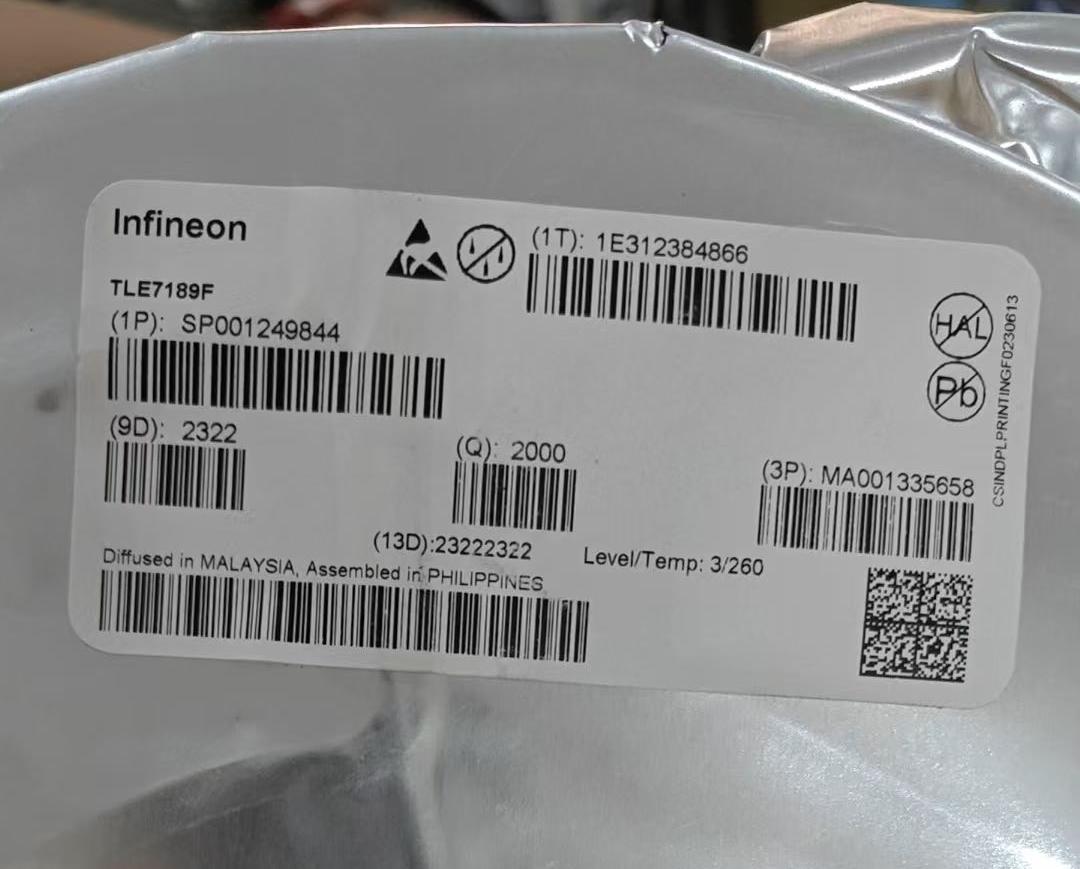 Infineon
(1T): 1E312384866
TLE7189F
(1P): SP001249844
HAL
Pb
CSINDPLPRINTINGF0230613
(9D): 2322
(Q): 2000
(3P): MA001335658
(13D):23222322
Level/Temp: 3/260
Diffused in MALAYSIA, Assembled in PHILIPPINES